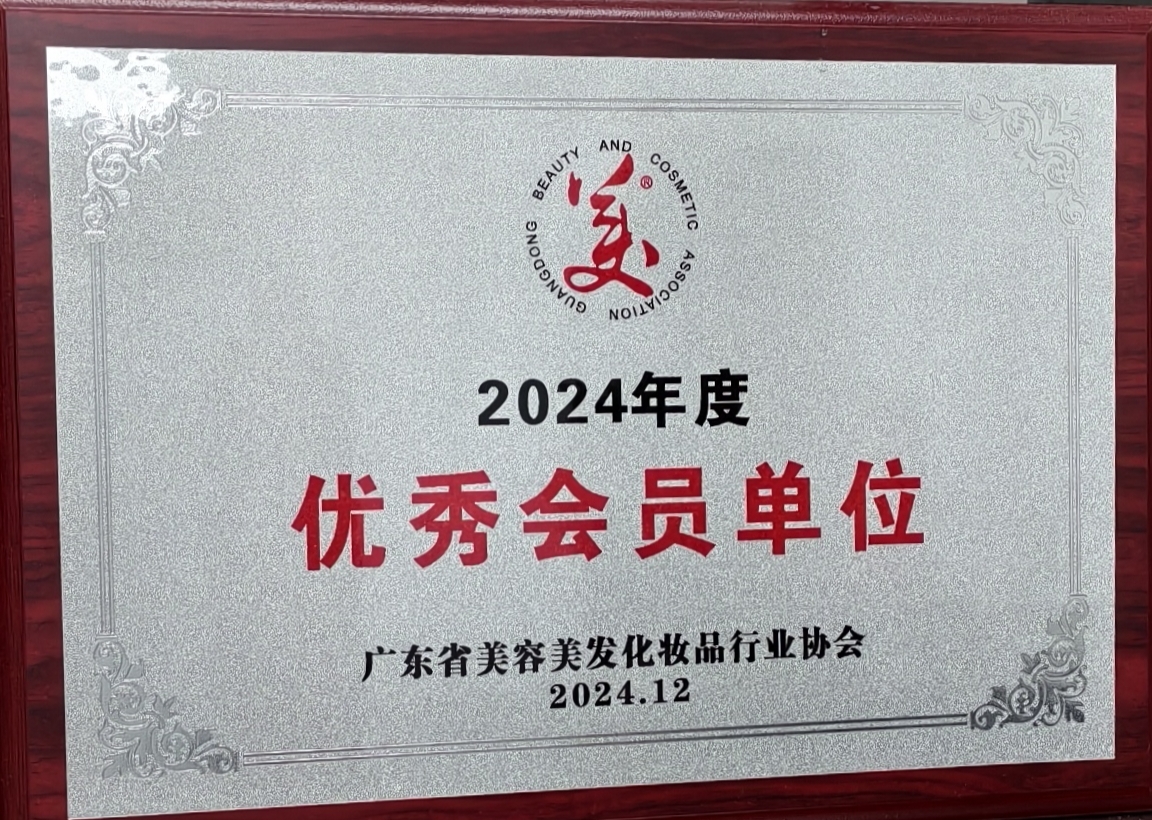 GUANGDONG BEAUTY AND COSMETIC ASSOCIATION
美®
2024年度
优秀会员单位
广东省美容美发化妆品行业协会
2024.12